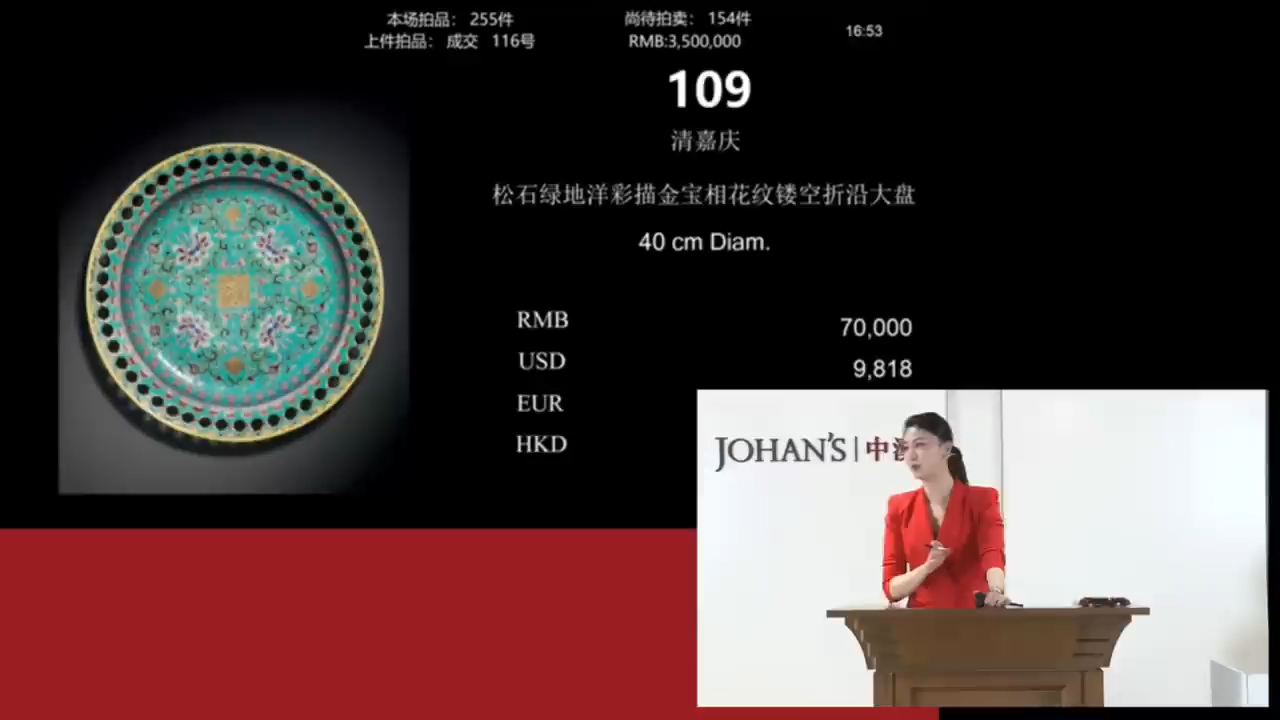 本场拍品： 255件
尚待拍卖： 154件
上件拍品： 成交 116号
RMB:3,500,000
16:53
109
清嘉庆
松石绿地洋彩描金宝相花纹镂空折沿大盘
40 cm Diam.
RMB 70,000
USD 9,818
EUR
HKD
JOHAN'S | 中